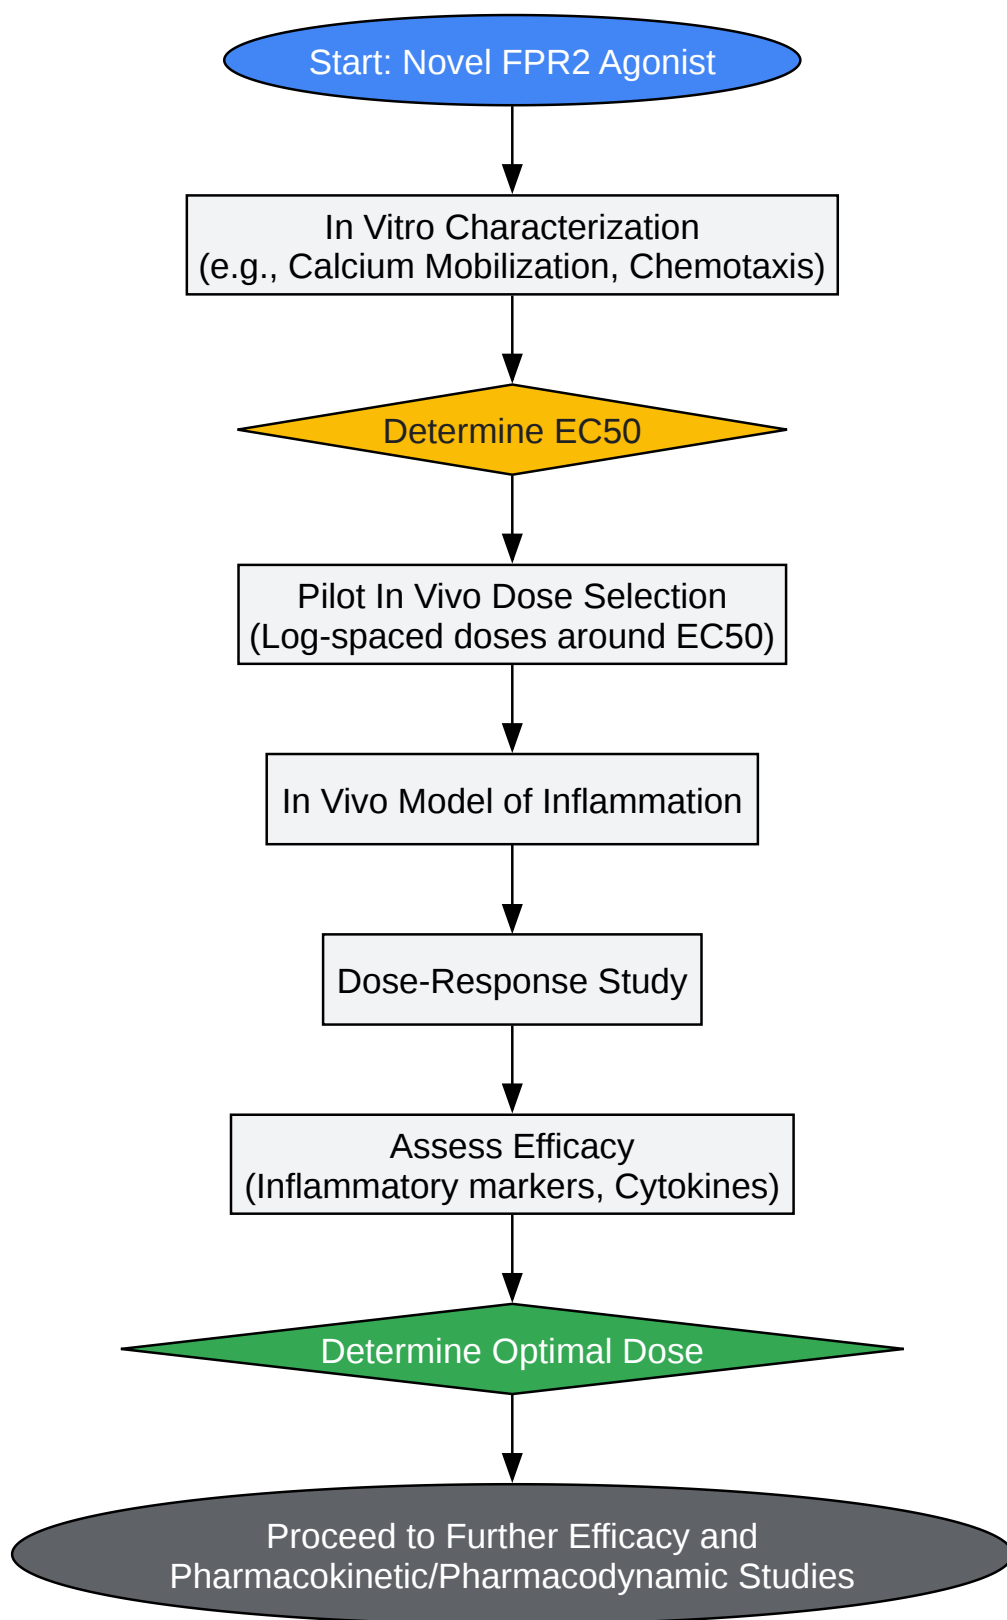 Start: Novel FPR2 Agonist
In Vitro Characterization
(e.g., Calcium Mobilization, Chemotaxis)
Determine EC50
Pilot In Vivo Dose Selection
(Log-spaced doses around EC50)
In Vivo Model of Inflammation
Dose-Response Study
Assess Efficacy
(Inflammatory markers, Cytokines)
Determine Optimal Dose
Proceed to Further Efficacy and
Pharmacokinetic/Pharmacodynamic Studies